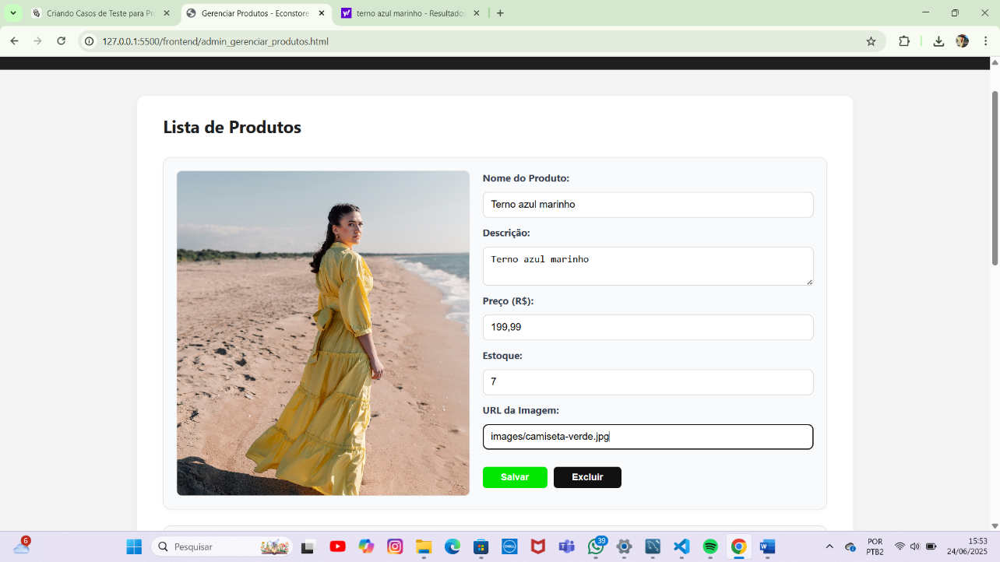 Criando Casos de Teste para Pr
Gerenciar Produtos - Econstore
terno azul marinho - Resultados
127.0.0.1:5500/frontend/admin_gerenciar_produtos.html
Lista de Produtos
Nome do Produto:
Terno azul marinho
Descrição:
Terno azul marinho
Preço (R$):
199,99
Estoque:
7
URL da Imagem:
images/camiseta-verde.jpg
Salvar
Excluir
6
Pesquisar
DELL
39
POR
PTB2
15:53
24/06/2025